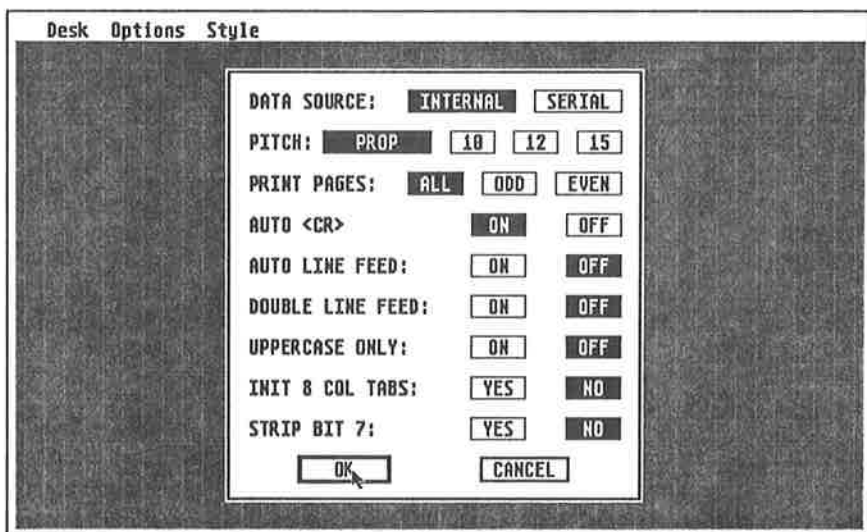 Desk Options Style
DATA SOURCE: INTERNAL SERIAL
PITCH: PROP 10 12 15
PRINT PAGES: ALL ODD EVEN
AUTO <CR> ON OFF
AUTO LINE FEED: ON OFF
DOUBLE LINE FEED: ON OFF
UPPERCASE ONLY: ON OFF
INIT 8 COL TABS: YES NO
STRIP BIT 7: YES NO
OK CANCEL